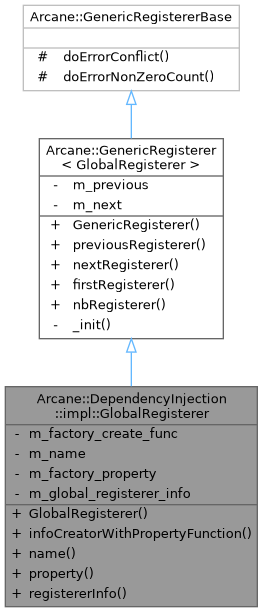 Arcane::GenericRegistererBase
# doErrorConflict()
# doErrorNonZeroCount()
Arcane::GenericRegisterer
< GlobalRegisterer >
- m_previous
- m_next
+ GenericRegisterer()
+ previousRegisterer()
+ nextRegisterer()
+ firstRegisterer()
+ nbRegisterer()
- _init()
Arcane::DependencyInjection
::impl::GlobalRegisterer
- m_factory_create_func
- m_name
- m_factory_property
- m_global_registerer_info
+ GlobalRegisterer()
+ infoCreatorWithPropertyFunction()
+ name()
+ property()
+ registererInfo()